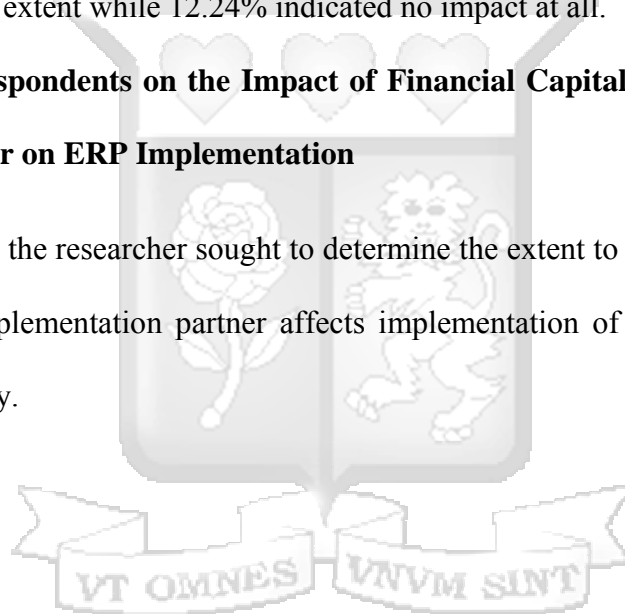 extent while 12.24% indicated no impact at all.
spondents on the Impact of Financial Capital
r on ERP Implementation
the researcher sought to determine the extent to
plementation partner affects implementation of
y.
VT OMNES VNVM SINT